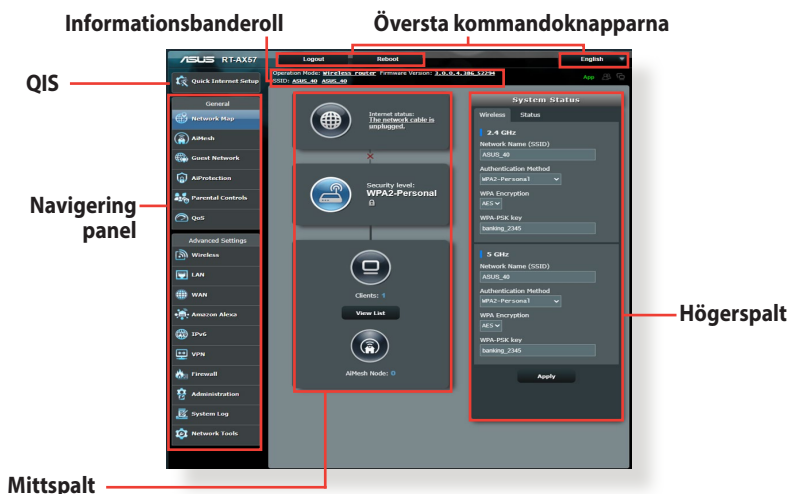 Informationsbanderoll
Översta kommandoknapparna
QIS
Navigering
panel
Mittspalt
Högerspalt
ASUS RT-AX57
Logout
Reboot
English
Operation Mode: Wireless router Firmware Version: 3.0.0.4.386_52294
SSID: ASUS_40 ASUS_40
App
Quick Internet Setup
General
Network Map
AiMesh
Guest Network
AiProtection
Parental Controls
QoS
Advanced Settings
Wireless
LAN
WAN
Amazon Alexa
IPv6
VPN
Firewall
Administration
System Log
Network Tools
Internet status:
The network cable is
unplugged.
Security level:
WPA2-Personal
Clients: 1
View List
AiMesh Node: 0
System Status
Wireless Status
2.4 GHz
Network Name (SSID)
ASUS_40
Authentication Method
WPA2-Personal
WPA Encryption
AES
WPA-PSK key
banking_2345
5 GHz
Network Name (SSID)
ASUS_40
Authentication Method
WPA2-Personal
WPA Encryption
AES
WPA-PSK key
banking_2345
Apply